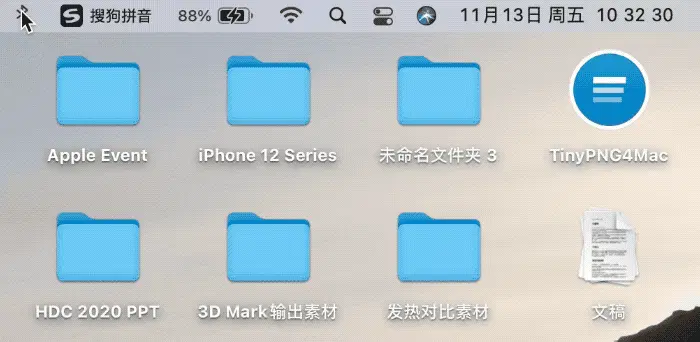 S 搜狗拼音 88% 11月13日 周五 10 32 30
Apple Event iPhone 12 Series 未命名文件夹 3 TinyPNG4Mac
HDC 2020 PPT 3D Mark输出素材 发热对比素材 文稿